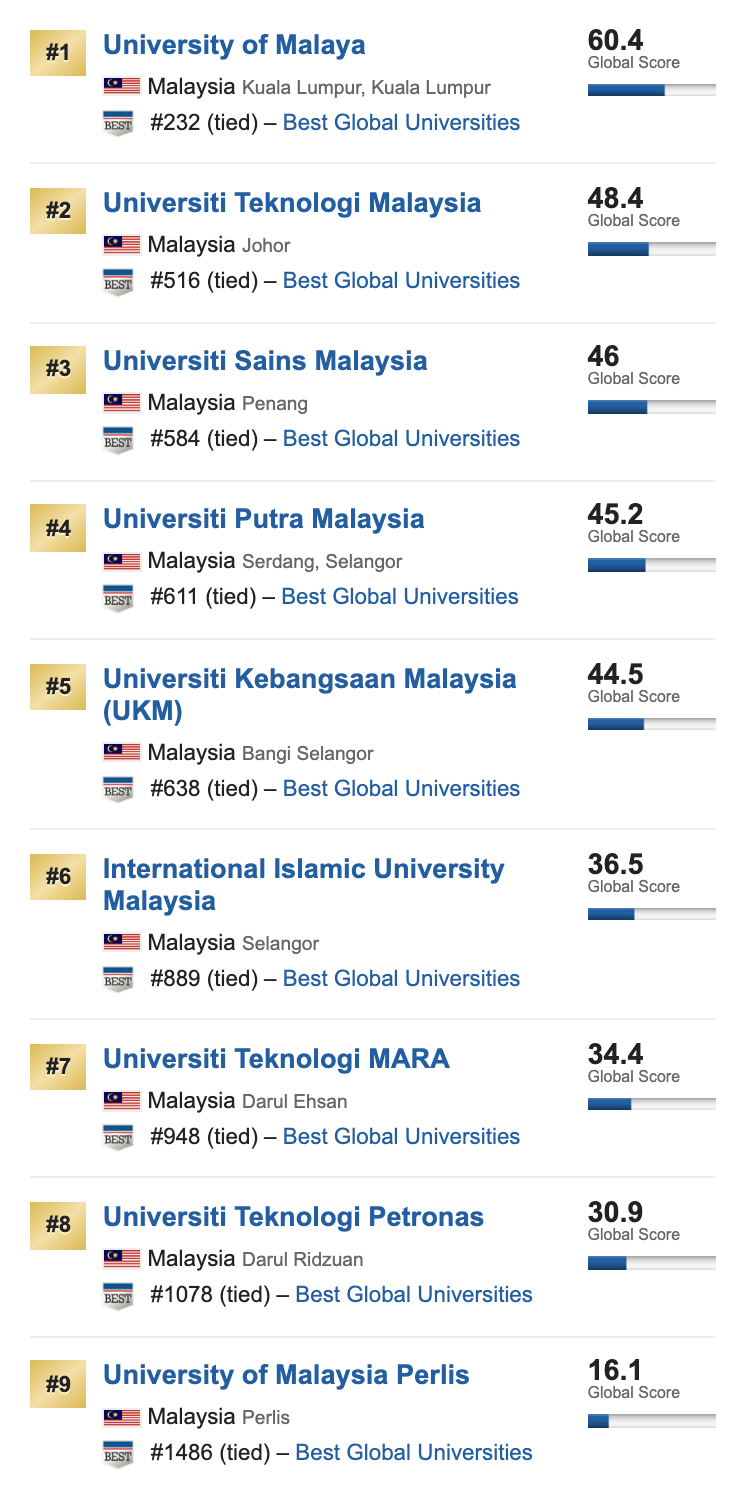 #1
University of Malaya
60.4
Global Score
Malaysia Kuala Lumpur, Kuala Lumpur
BEST
#232 (tied) – Best Global Universities
#2
Universiti Teknologi Malaysia
48.4
Global Score
Malaysia Johor
BEST
#516 (tied) – Best Global Universities
#3
Universiti Sains Malaysia
46
Global Score
Malaysia Penang
BEST
#584 (tied) – Best Global Universities
#4
Universiti Putra Malaysia
45.2
Global Score
Malaysia Serdang, Selangor
BEST
#611 (tied) – Best Global Universities
#5
Universiti Kebangsaan Malaysia
(UKM)
44.5
Global Score
Malaysia Bangi Selangor
BEST
#638 (tied) – Best Global Universities
#6
International Islamic University
Malaysia
36.5
Global Score
Malaysia Selangor
BEST
#889 (tied) – Best Global Universities
#7
Universiti Teknologi MARA
34.4
Global Score
Malaysia Darul Ehsan
BEST
#948 (tied) – Best Global Universities
#8
Universiti Teknologi Petronas
30.9
Global Score
Malaysia Darul Ridzuan
BEST
#1078 (tied) – Best Global Universities
#9
University of Malaysia Perlis
16.1
Global Score
Malaysia Perlis
BEST
#1486 (tied) – Best Global Universities